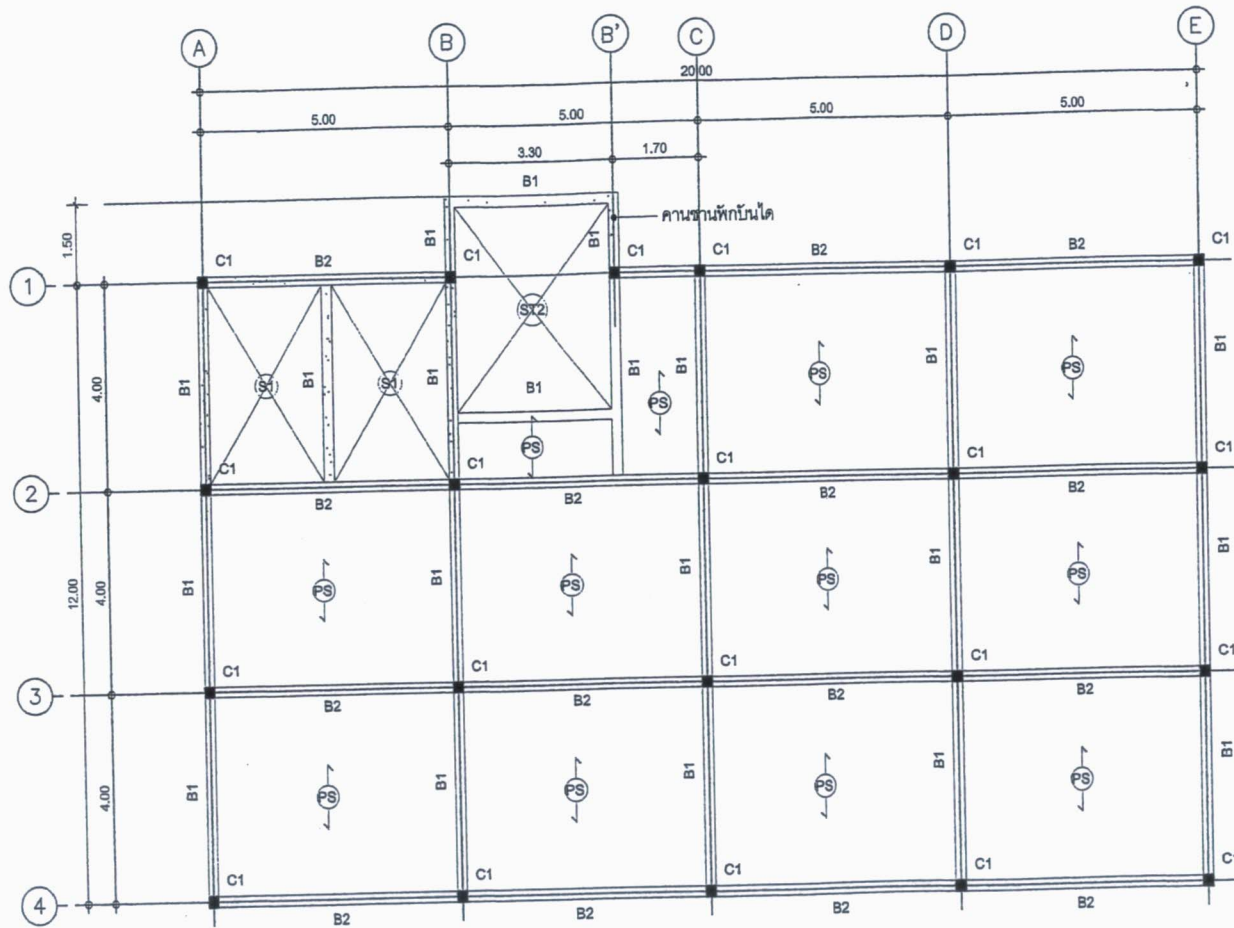 A B B' C D E
20.00
5.00 5.00 5.00 5.00
3.30 1.70
B1
คานชานพักบันได
1.50
B1 B1
C1 B2 C1 C1 C1 B2 C1 B2 C1
1
ST2
S1 S1
B1 B1 B1 B1 B1 B1 B1 B1
PS PS PS PS
4.00
C1 C1 C1 C1 C1
2
B2 B2 B2 B2
12.00
4.00
B1 B1 B1 B1 B1
PS PS PS PS
C1 C1 C1 C1 C1
3
B2 B2 B2 B2
4.00
B1 B1 B1 B1 B1
PS PS PS PS
C1 C1 C1 C1 C1
4
B2 B2 B2 B2